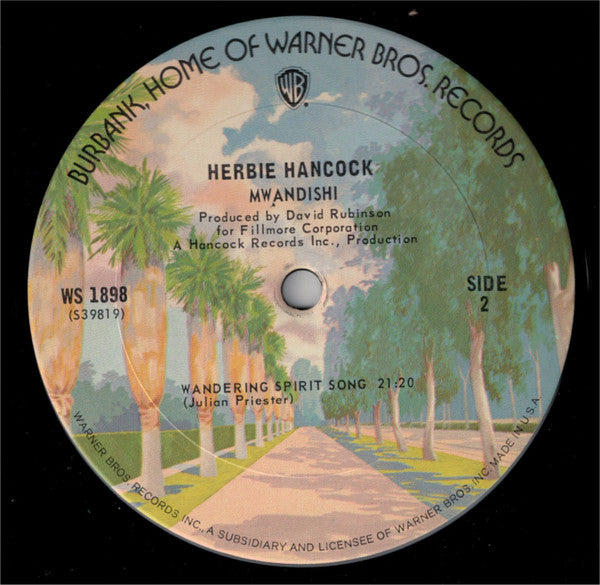 BURBANK, HOME OF WARNER BROS. RECORDS
WB
HERBIE HANCOCK
MWANDISHI
Produced by David Rubinson
for Fillmore Corporation
A Hancock Records Inc., Production
WS 1898
(S39819)
SIDE
2
WANDERING SPIRIT SONG 21:20
(Julian Priester)
WARNER BROS. RECORDS INC., A SUBSIDIARY AND LICENSEE OF WARNER BROS. INC. MADE IN U.S.A.